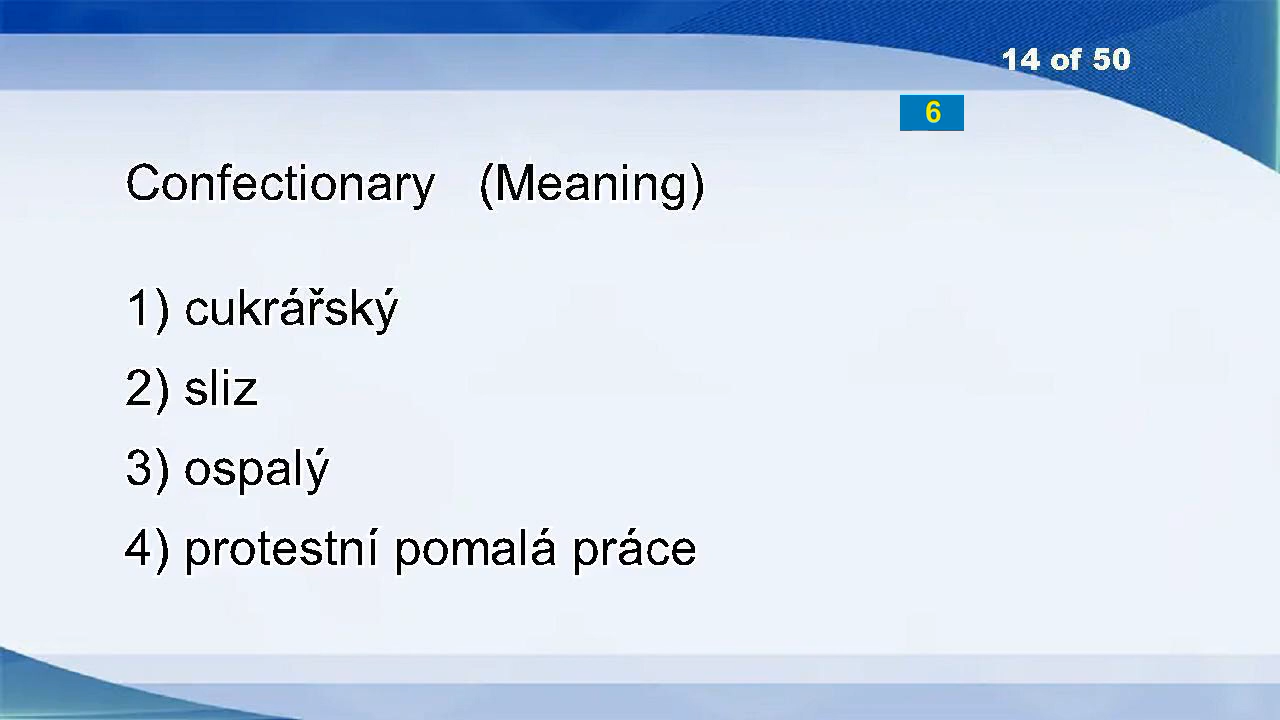 14 of 50
6
Confectionary (Meaning)
1) cukrářský
2) sliz
3) ospalý
4) protestní pomalá práce